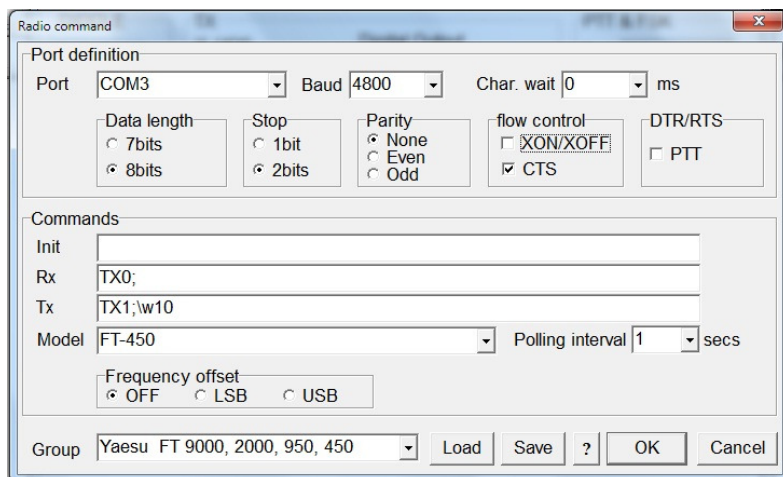 Radio command
Port definition
Port COM3 Baud 4800 Char. wait 0 ms
Data length Stop Parity flow control DTR/RTS
7bits 1bit None XON/XOFF PTT
8bits 2bits Even CTS
Odd
Commands
Init
Rx TX0;
Tx TX1;\w10
Model FT-450 Polling interval 1 secs
Frequency offset
OFF LSB USB
Group Yaesu FT 9000, 2000, 950, 450 Load Save ? OK Cancel